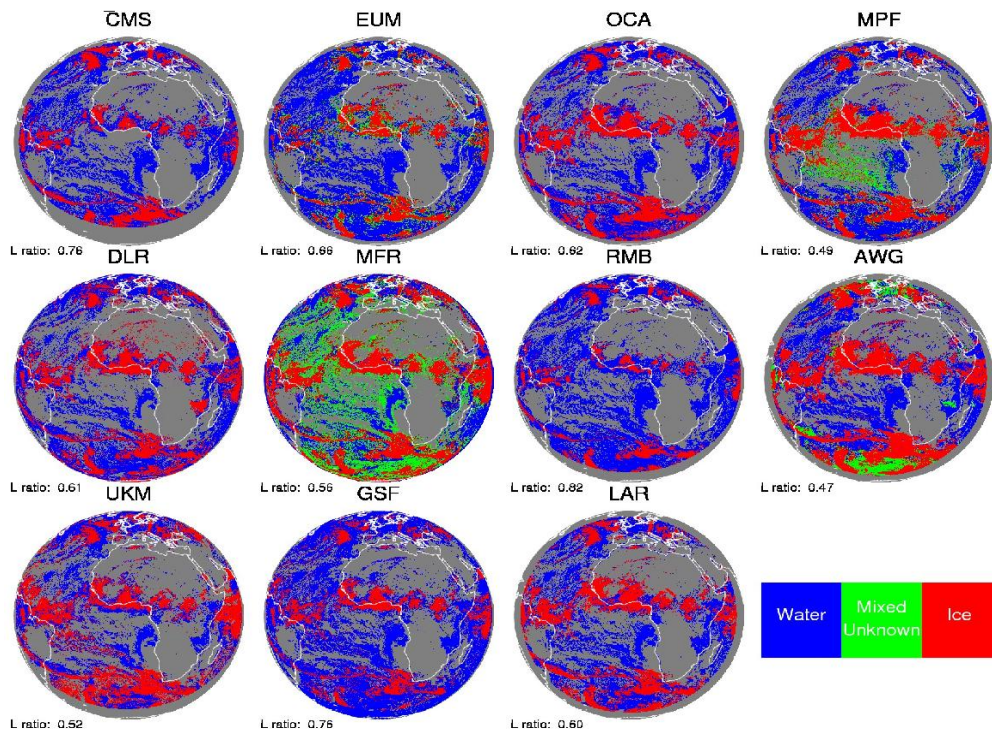 CMS EUM OCA MPF
L ratio: 0.76 L ratio: 0.69 L ratio: 0.62 L ratio: 0.49
DLR MFR RMB AWG
L ratio: 0.61 L ratio: 0.56 L ratio: 0.82 L ratio: 0.47
UKM GSF LAR
Water Mixed Unknown Ice
L ratio: 0.52 L ratio: 0.76 L ratio: 0.60